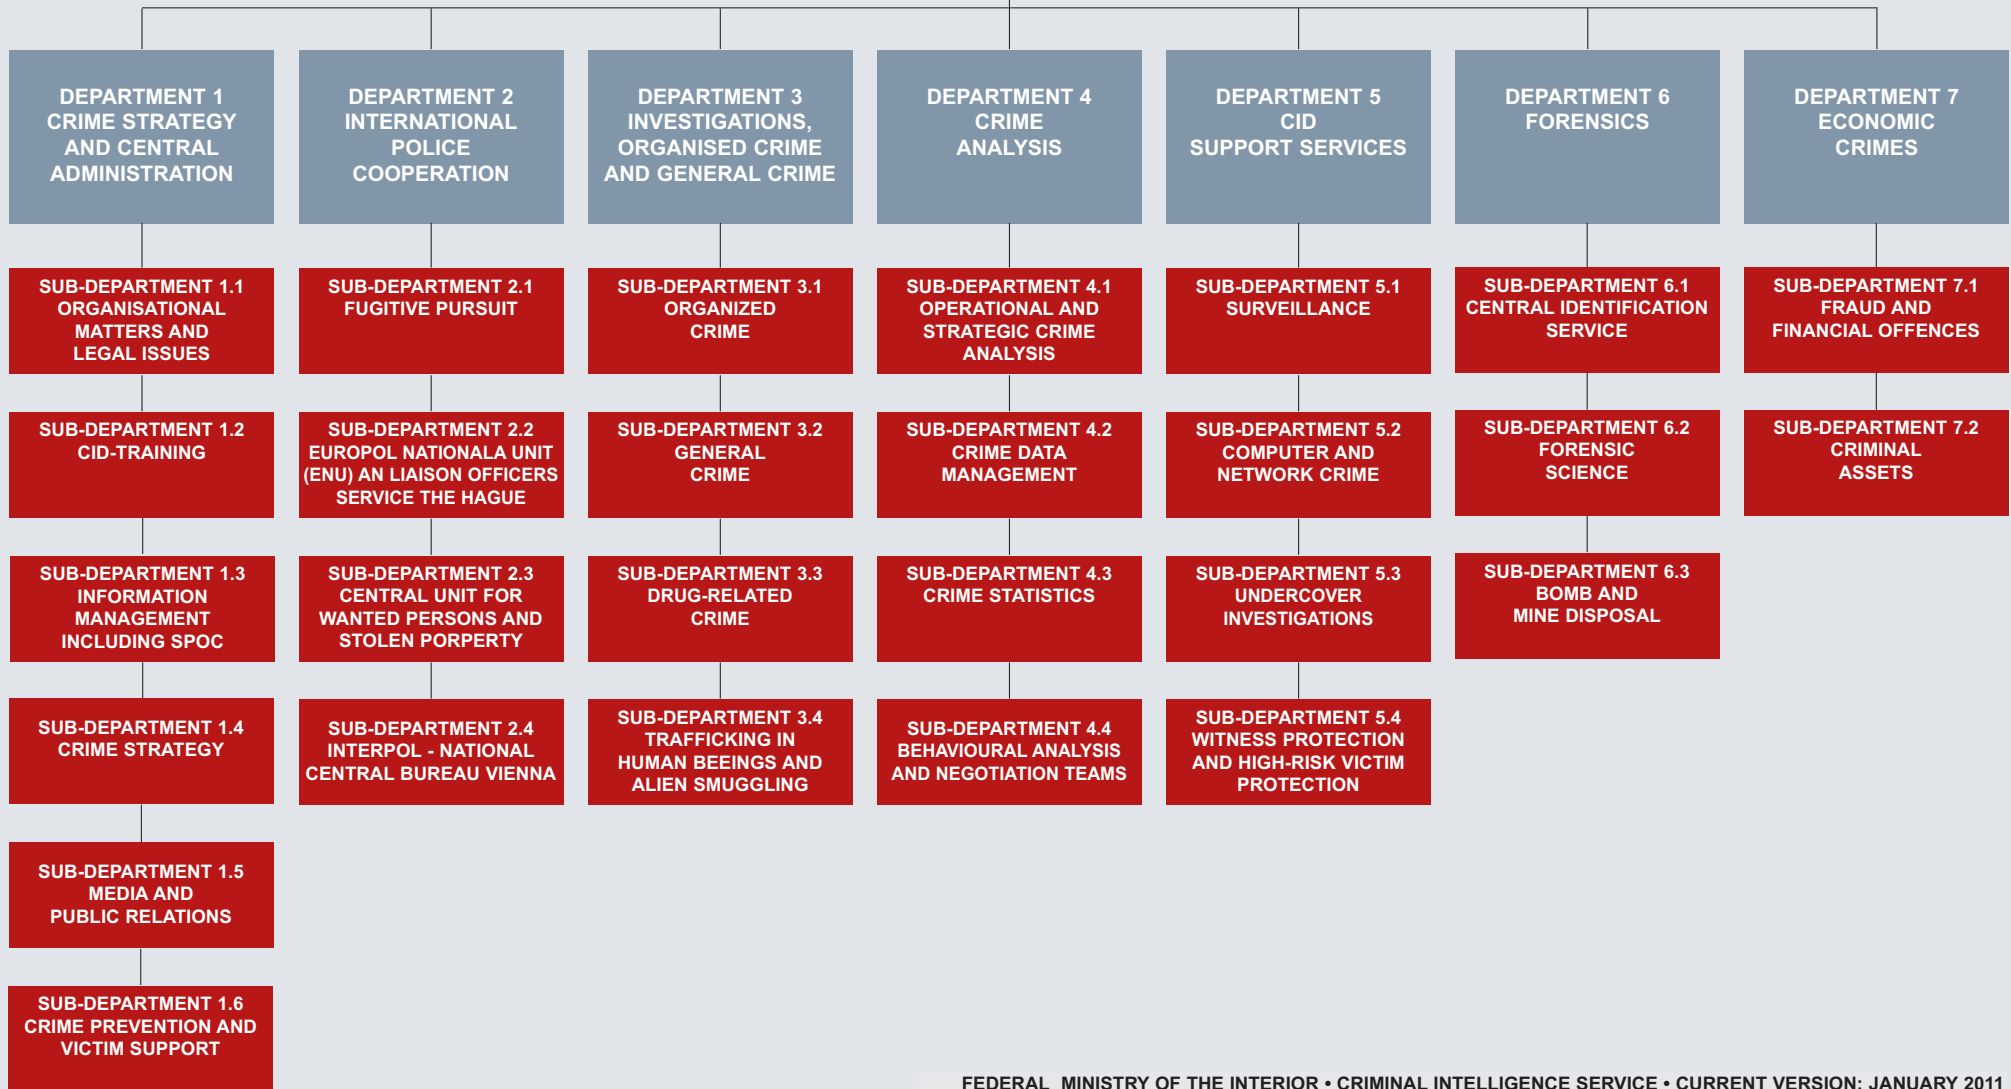 DEPARTMENT 1
CRIME STRATEGY
AND CENTRAL
ADMINISTRATION
SUB-DEPARTMENT 1.1
ORGANISATIONAL
MATTERS AND
LEGAL ISSUES
SUB-DEPARTMENT 1.2
CID-TRAINING
SUB-DEPARTMENT 1.3
INFORMATION
MANAGEMENT
INCLUDING SPOC
SUB-DEPARTMENT 1.4
CRIME STRATEGY
SUB-DEPARTMENT 1.5
MEDIA AND
PUBLIC RELATIONS
SUB-DEPARTMENT 1.6
CRIME PREVENTION AND
VICTIM SUPPORT
DEPARTMENT 2
INTERNATIONAL
POLICE
COOPERATION
SUB-DEPARTMENT 2.1
FUGITIVE PURSUIT
SUB-DEPARTMENT 2.2
EUROPOL NATIONALA UNIT
(ENU) AN LIAISON OFFICERS
SERVICE THE HAGUE
SUB-DEPARTMENT 2.3
CENTRAL UNIT FOR
WANTED PERSONS AND
STOLEN PORPERTY
SUB-DEPARTMENT 2.4
INTERPOL - NATIONAL
CENTRAL BUREAU VIENNA
DEPARTMENT 3
INVESTIGATIONS,
ORGANISED CRIME
AND GENERAL CRIME
SUB-DEPARTMENT 3.1
ORGANIZED
CRIME
SUB-DEPARTMENT 3.2
GENERAL
CRIME
SUB-DEPARTMENT 3.3
DRUG-RELATED
CRIME
SUB-DEPARTMENT 3.4
TRAFFICKING IN
HUMAN BEEINGS AND
ALIEN SMUGGLING
DEPARTMENT 4
CRIME
ANALYSIS
SUB-DEPARTMENT 4.1
OPERATIONAL AND
STRATEGIC CRIME
ANALYSIS
SUB-DEPARTMENT 4.2
CRIME DATA
MANAGEMENT
SUB-DEPARTMENT 4.3
CRIME STATISTICS
SUB-DEPARTMENT 4.4
BEHAVIOURAL ANALYSIS
AND NEGOTIATION TEAMS
DEPARTMENT 5
CID
SUPPORT SERVICES
SUB-DEPARTMENT 5.1
SURVEILLANCE
SUB-DEPARTMENT 5.2
COMPUTER AND
NETWORK CRIME
SUB-DEPARTMENT 5.3
UNDERCOVER
INVESTIGATIONS
SUB-DEPARTMENT 5.4
WITNESS PROTECTION
AND HIGH-RISK VICTIM
PROTECTION
DEPARTMENT 6
FORENSICS
SUB-DEPARTMENT 6.1
CENTRAL IDENTIFICATION
SERVICE
SUB-DEPARTMENT 6.2
FORENSIC
SCIENCE
SUB-DEPARTMENT 6.3
BOMB AND
MINE DISPOSAL
DEPARTMENT 7
ECONOMIC
CRIMES
SUB-DEPARTMENT 7.1
FRAUD AND
FINANCIAL OFFENCES
SUB-DEPARTMENT 7.2
CRIMINAL
ASSETS
FEDERAL MINISTRY OF THE INTERIOR • CRIMINAL INTELLIGENCE SERVICE • CURRENT VERSION: JANUARY 2011